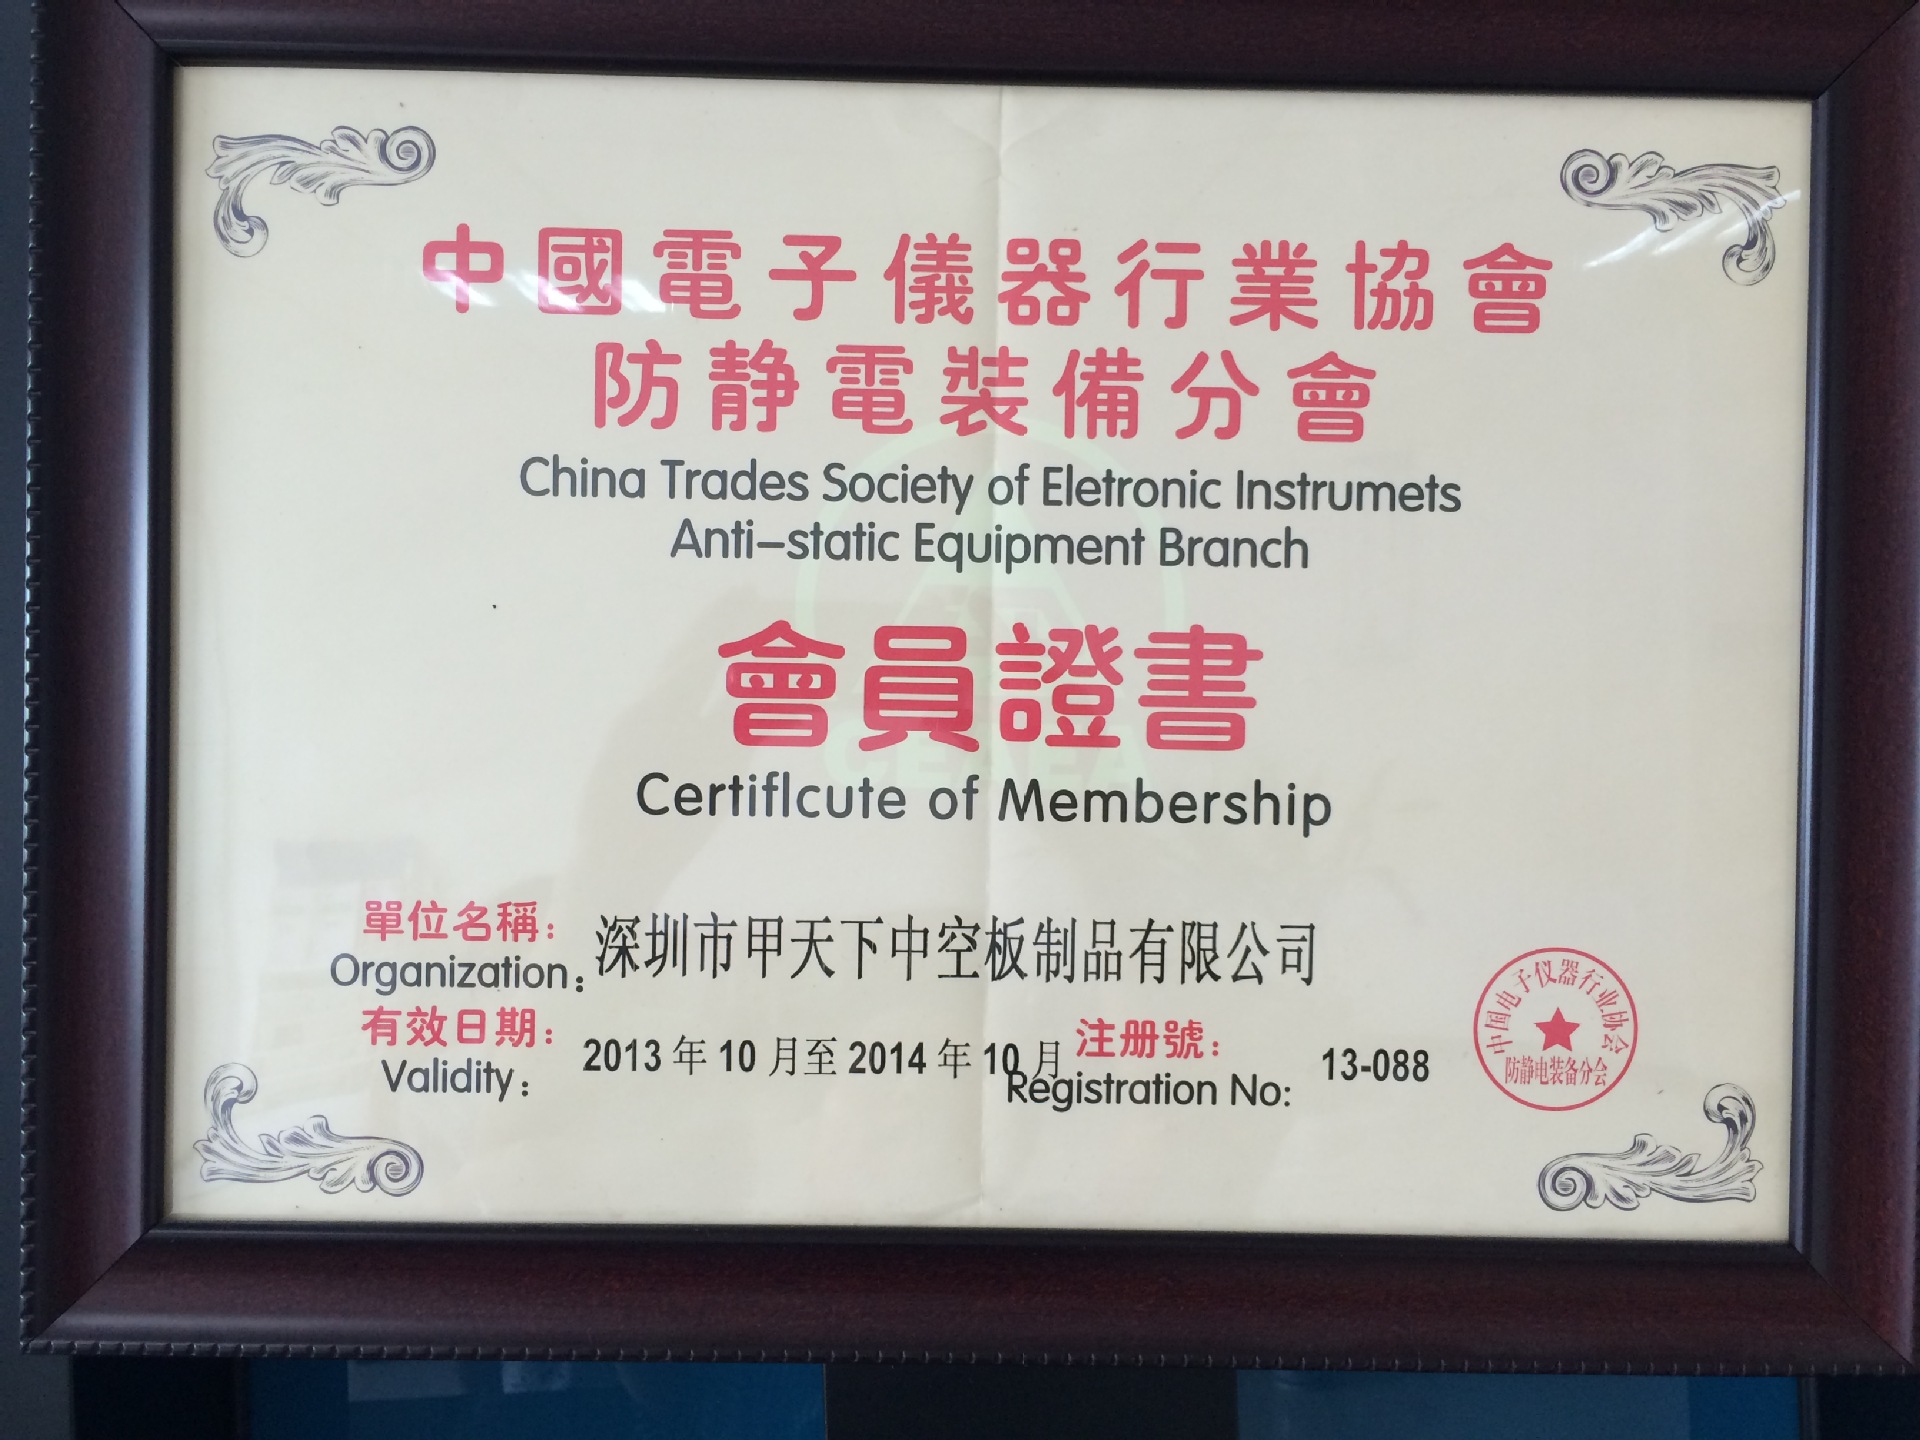 中國電子儀器行業協會
防静電裝備分會
China Trades Society of Eletronic Instrumets
Anti-static Equipment Branch
會員證書
Certiflcute of Membership
單位名稱：深圳市甲天下中空板制品有限公司
Organization：
有效日期：2013年10月至2014年10月
Validity：
注册號：13-088
Registration No:
中国电子仪器行业协会
防静电装备分会